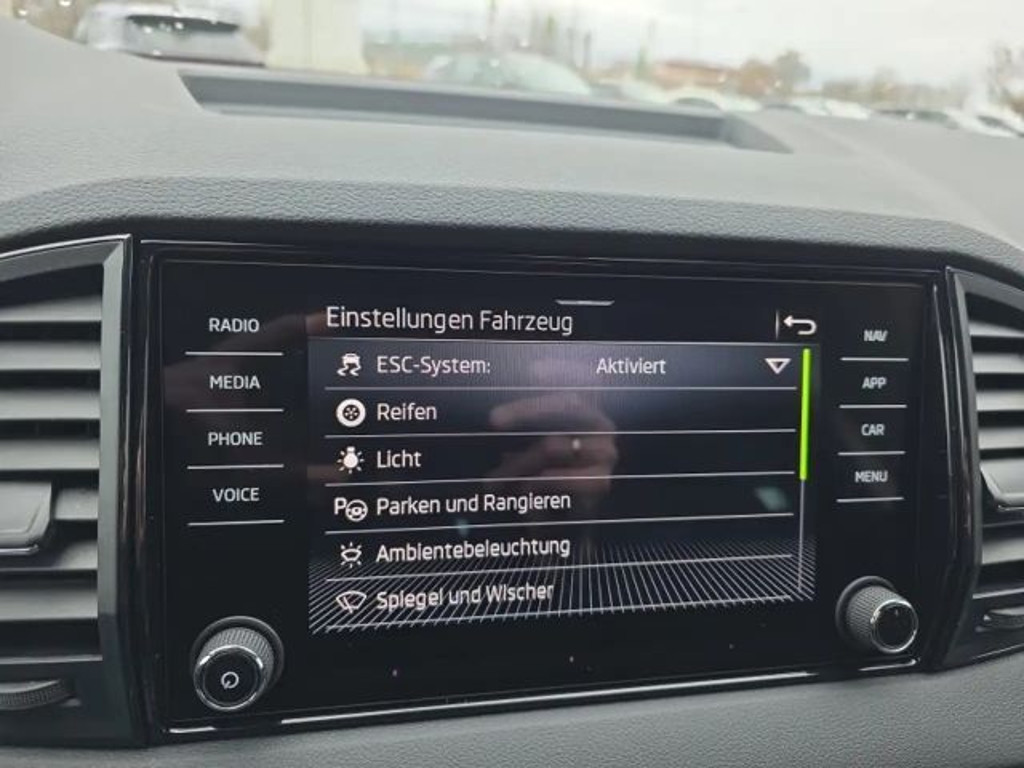 Einstellungen Fahrzeug
RADIO
MEDIA
PHONE
VOICE
ESC-System: Aktiviert
Reifen
Licht
Parken und Rangieren
Ambientebeleuchtung
Spiegel und Wischer
NAV
APP
CAR
MENU